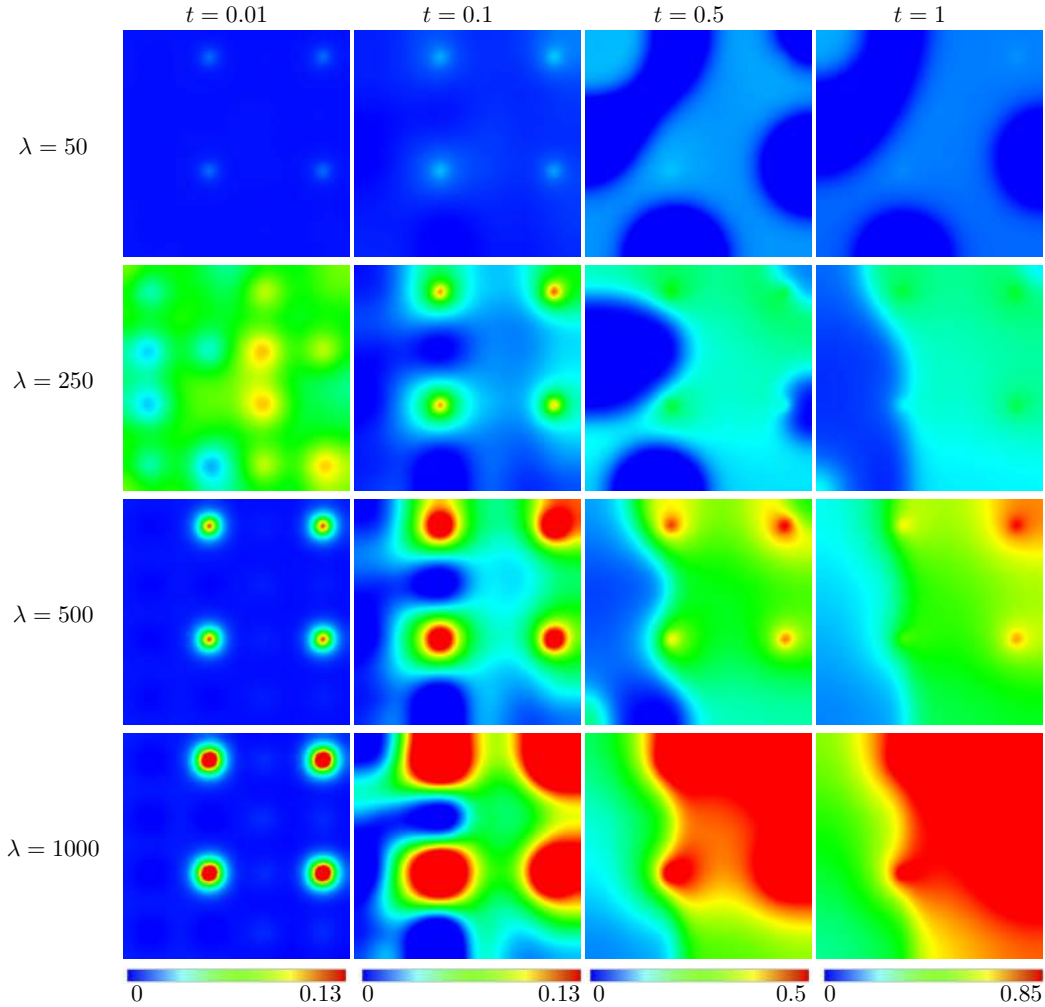 t = 0.01 t = 0.1 t = 0.5 t = 1
λ = 50
λ = 250
λ = 500
λ = 1000
0 0.13 0 0.13 0 0.5 0 0.85